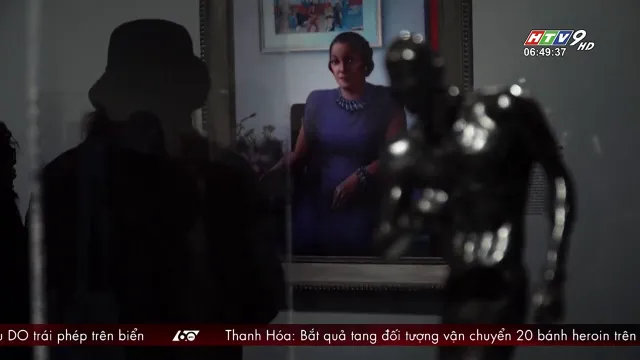 HTV9 HD
06:49:37
u DO trái phép trên biển
60 Thanh Hóa: Bắt quả tang đối tượng vận chuyển 20 bánh heroin trên